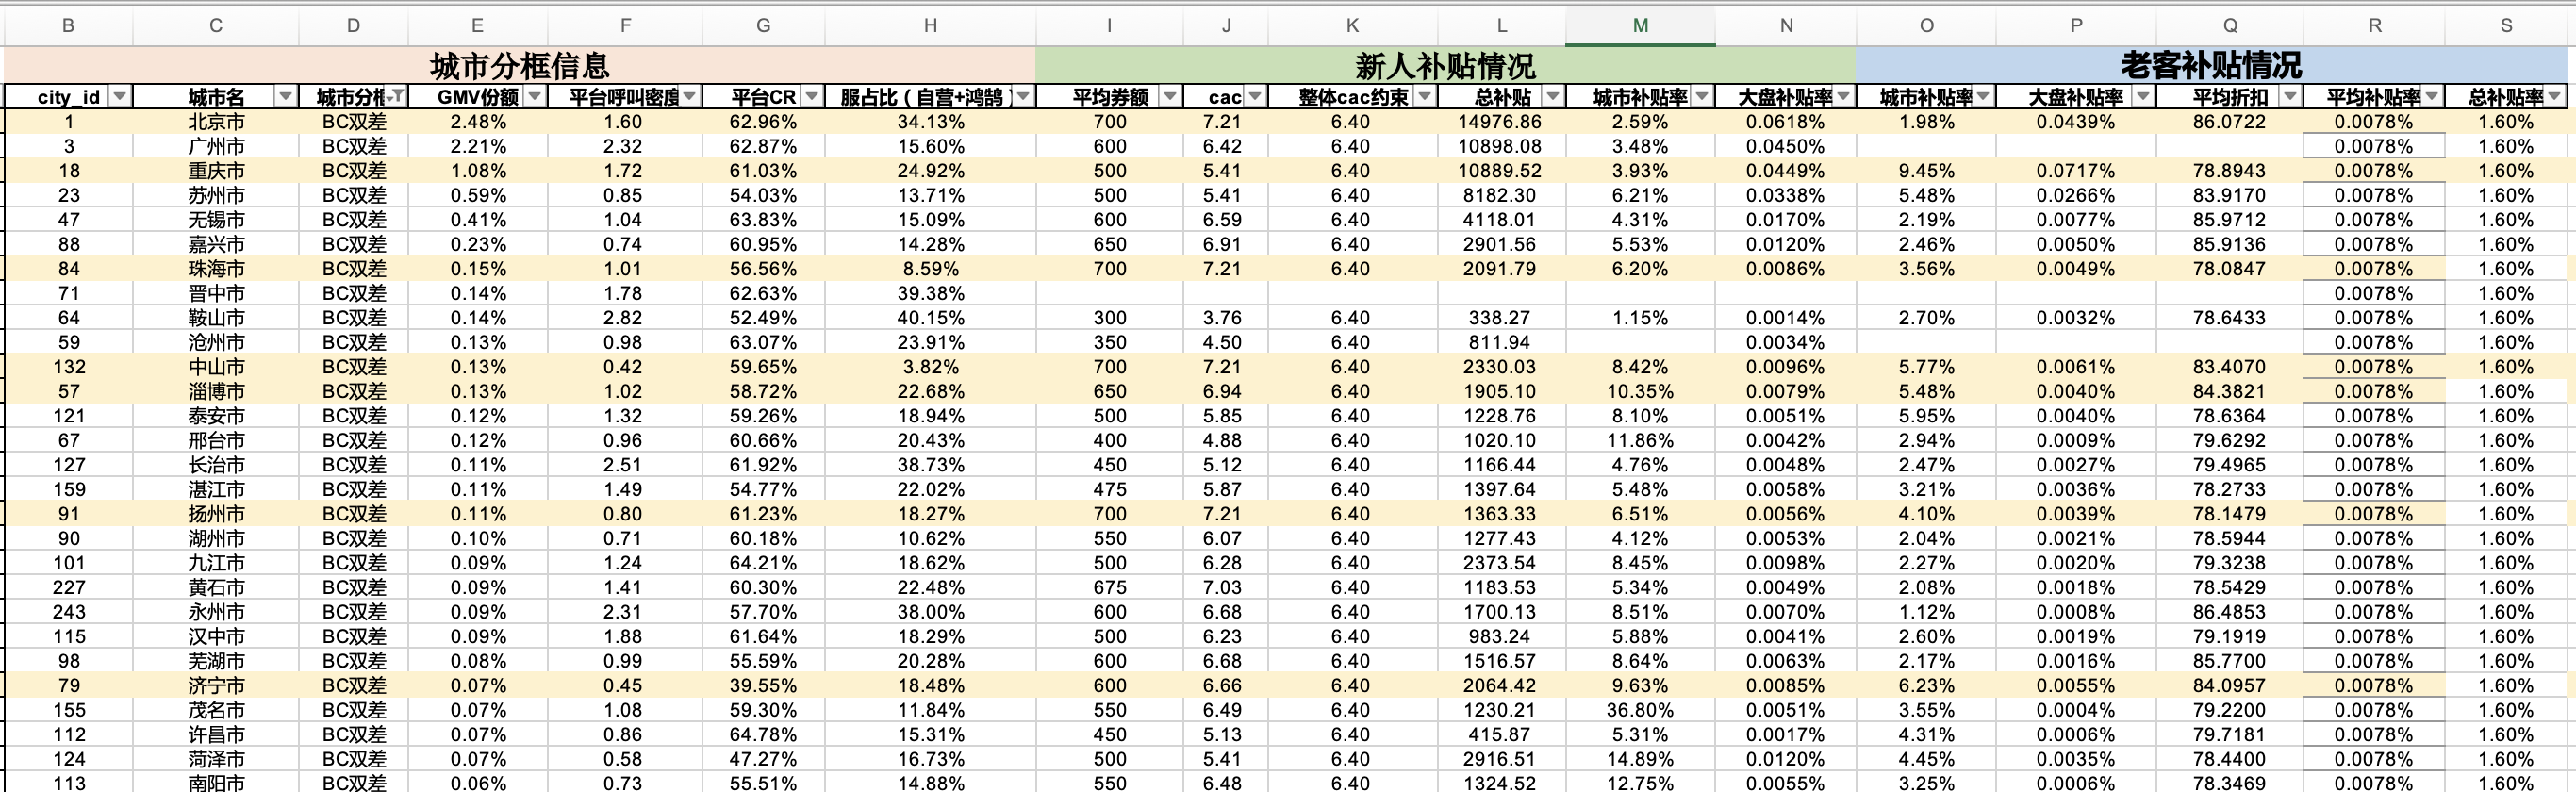 B C D E F G H I J K L M N O P Q R S
城市分框信息 新人补贴情况 老客补贴情况
city_id 城市名 城市分框 GMV份额 平台呼叫密度 平台CR 服占比（自营+鸿鹄） 平均券额 cac 整体cac约束 总补贴 城市补贴率 大盘补贴率 城市补贴率 大盘补贴率 平均折扣 平均补贴率 总补贴率
1 北京市 BC双差 2.48% 1.60 62.96% 34.13% 700 7.21 6.40 14976.86 2.59% 0.0618% 1.98% 0.0439% 86.0722 0.0078% 1.60%
3 广州市 BC双差 2.21% 2.32 62.87% 15.60% 600 6.42 6.40 10898.08 3.48% 0.0450% 0.0078% 1.60%
18 重庆市 BC双差 1.08% 1.72 61.03% 24.92% 500 5.41 6.40 10889.52 3.93% 0.0449% 9.45% 0.0717% 78.8943 0.0078% 1.60%
23 苏州市 BC双差 0.59% 0.85 54.03% 13.71% 500 5.41 6.40 8182.30 6.21% 0.0338% 5.48% 0.0266% 83.9170 0.0078% 1.60%
47 无锡市 BC双差 0.41% 1.04 63.83% 15.09% 600 6.59 6.40 4118.01 4.31% 0.0170% 2.19% 0.0077% 85.9712 0.0078% 1.60%
88 嘉兴市 BC双差 0.23% 0.74 60.95% 14.28% 650 6.91 6.40 2901.56 5.53% 0.0120% 2.46% 0.0050% 85.9136 0.0078% 1.60%
84 珠海市 BC双差 0.15% 1.01 56.56% 8.59% 700 7.21 6.40 2091.79 6.20% 0.0086% 3.56% 0.0049% 78.0847 0.0078% 1.60%
71 晋中市 BC双差 0.14% 1.78 62.63% 39.38% 0.0078% 1.60%
64 鞍山市 BC双差 0.14% 2.82 52.49% 40.15% 300 3.76 6.40 338.27 1.15% 0.0014% 2.70% 0.0032% 78.6433 0.0078% 1.60%
59 沧州市 BC双差 0.13% 0.98 63.07% 23.91% 350 4.50 6.40 811.94 0.0034% 0.0078% 1.60%
132 中山市 BC双差 0.13% 0.42 59.65% 3.82% 700 7.21 6.40 2330.03 8.42% 0.0096% 5.77% 0.0061% 83.4070 0.0078% 1.60%
57 淄博市 BC双差 0.13% 1.02 58.72% 22.68% 650 6.94 6.40 1905.10 10.35% 0.0079% 5.48% 0.0040% 84.3821 0.0078% 1.60%
121 泰安市 BC双差 0.12% 1.32 59.26% 18.94% 500 5.85 6.40 1228.76 8.10% 0.0051% 5.95% 0.0040% 78.6364 0.0078% 1.60%
67 邢台市 BC双差 0.12% 0.96 60.66% 20.43% 400 4.88 6.40 1020.10 11.86% 0.0042% 2.94% 0.0009% 79.6292 0.0078% 1.60%
127 长治市 BC双差 0.11% 2.51 61.92% 38.73% 450 5.12 6.40 1166.44 4.76% 0.0048% 2.47% 0.0027% 79.4965 0.0078% 1.60%
159 湛江市 BC双差 0.11% 1.49 54.77% 22.02% 475 5.87 6.40 1397.64 5.48% 0.0058% 3.21% 0.0036% 78.2733 0.0078% 1.60%
91 扬州市 BC双差 0.11% 0.80 61.23% 18.27% 700 7.21 6.40 1363.33 6.51% 0.0056% 4.10% 0.0039% 78.1479 0.0078% 1.60%
90 湖州市 BC双差 0.10% 0.71 60.18% 10.62% 550 6.07 6.40 1277.43 4.12% 0.0053% 2.04% 0.0021% 78.5944 0.0078% 1.60%
101 九江市 BC双差 0.09% 1.24 64.21% 18.62% 500 6.28 6.40 2373.54 8.45% 0.0098% 2.27% 0.0020% 79.3238 0.0078% 1.60%
227 黄石市 BC双差 0.09% 1.41 60.30% 22.48% 675 7.03 6.40 1183.53 5.34% 0.0049% 2.08% 0.0018% 78.5429 0.0078% 1.60%
243 永州市 BC双差 0.09% 2.31 57.70% 38.00% 600 6.68 6.40 1700.13 8.51% 0.0070% 1.12% 0.0008% 86.4853 0.0078% 1.60%
115 汉中市 BC双差 0.09% 1.88 61.64% 18.29% 500 6.23 6.40 983.24 5.88% 0.0041% 2.60% 0.0019% 79.1919 0.0078% 1.60%
98 芜湖市 BC双差 0.08% 0.99 55.59% 20.28% 600 6.68 6.40 1516.57 8.64% 0.0063% 2.17% 0.0016% 85.7700 0.0078% 1.60%
79 济宁市 BC双差 0.07% 0.45 39.55% 18.48% 600 6.66 6.40 2064.42 9.63% 0.0085% 6.23% 0.0055% 84.0957 0.0078% 1.60%
155 茂名市 BC双差 0.07% 1.08 59.30% 11.84% 550 6.49 6.40 1230.21 36.80% 0.0051% 3.55% 0.0004% 79.2200 0.0078% 1.60%
112 许昌市 BC双差 0.07% 0.86 64.78% 15.31% 450 5.13 6.40 415.87 5.31% 0.0017% 4.31% 0.0006% 79.7181 0.0078% 1.60%
124 菏泽市 BC双差 0.07% 0.58 47.27% 16.73% 500 5.41 6.40 2916.51 14.89% 0.0120% 4.45% 0.0035% 78.4400 0.0078% 1.60%
113 南阳市 BC双差 0.06% 0.73 55.51% 14.88% 550 6.48 6.40 1324.52 12.75% 0.0055% 3.25% 0.0006% 78.3469 0.0078% 1.60%